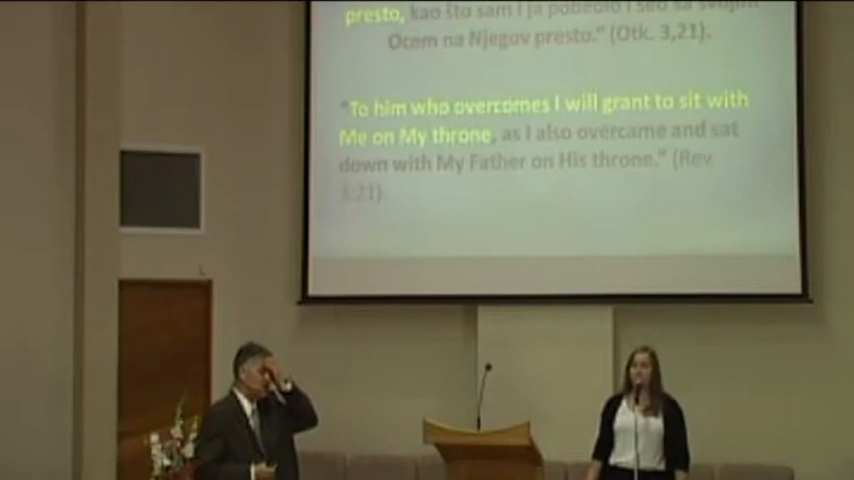 presto, kao što sam i ja pobedio i seo sa svojim
Ocem na Njegov presto.” (Otk. 3,21).
“To him who overcomes I will grant to sit with
Me on My throne, as I also overcame and sat
down with My Father on His throne.” (Rev.
3:21).